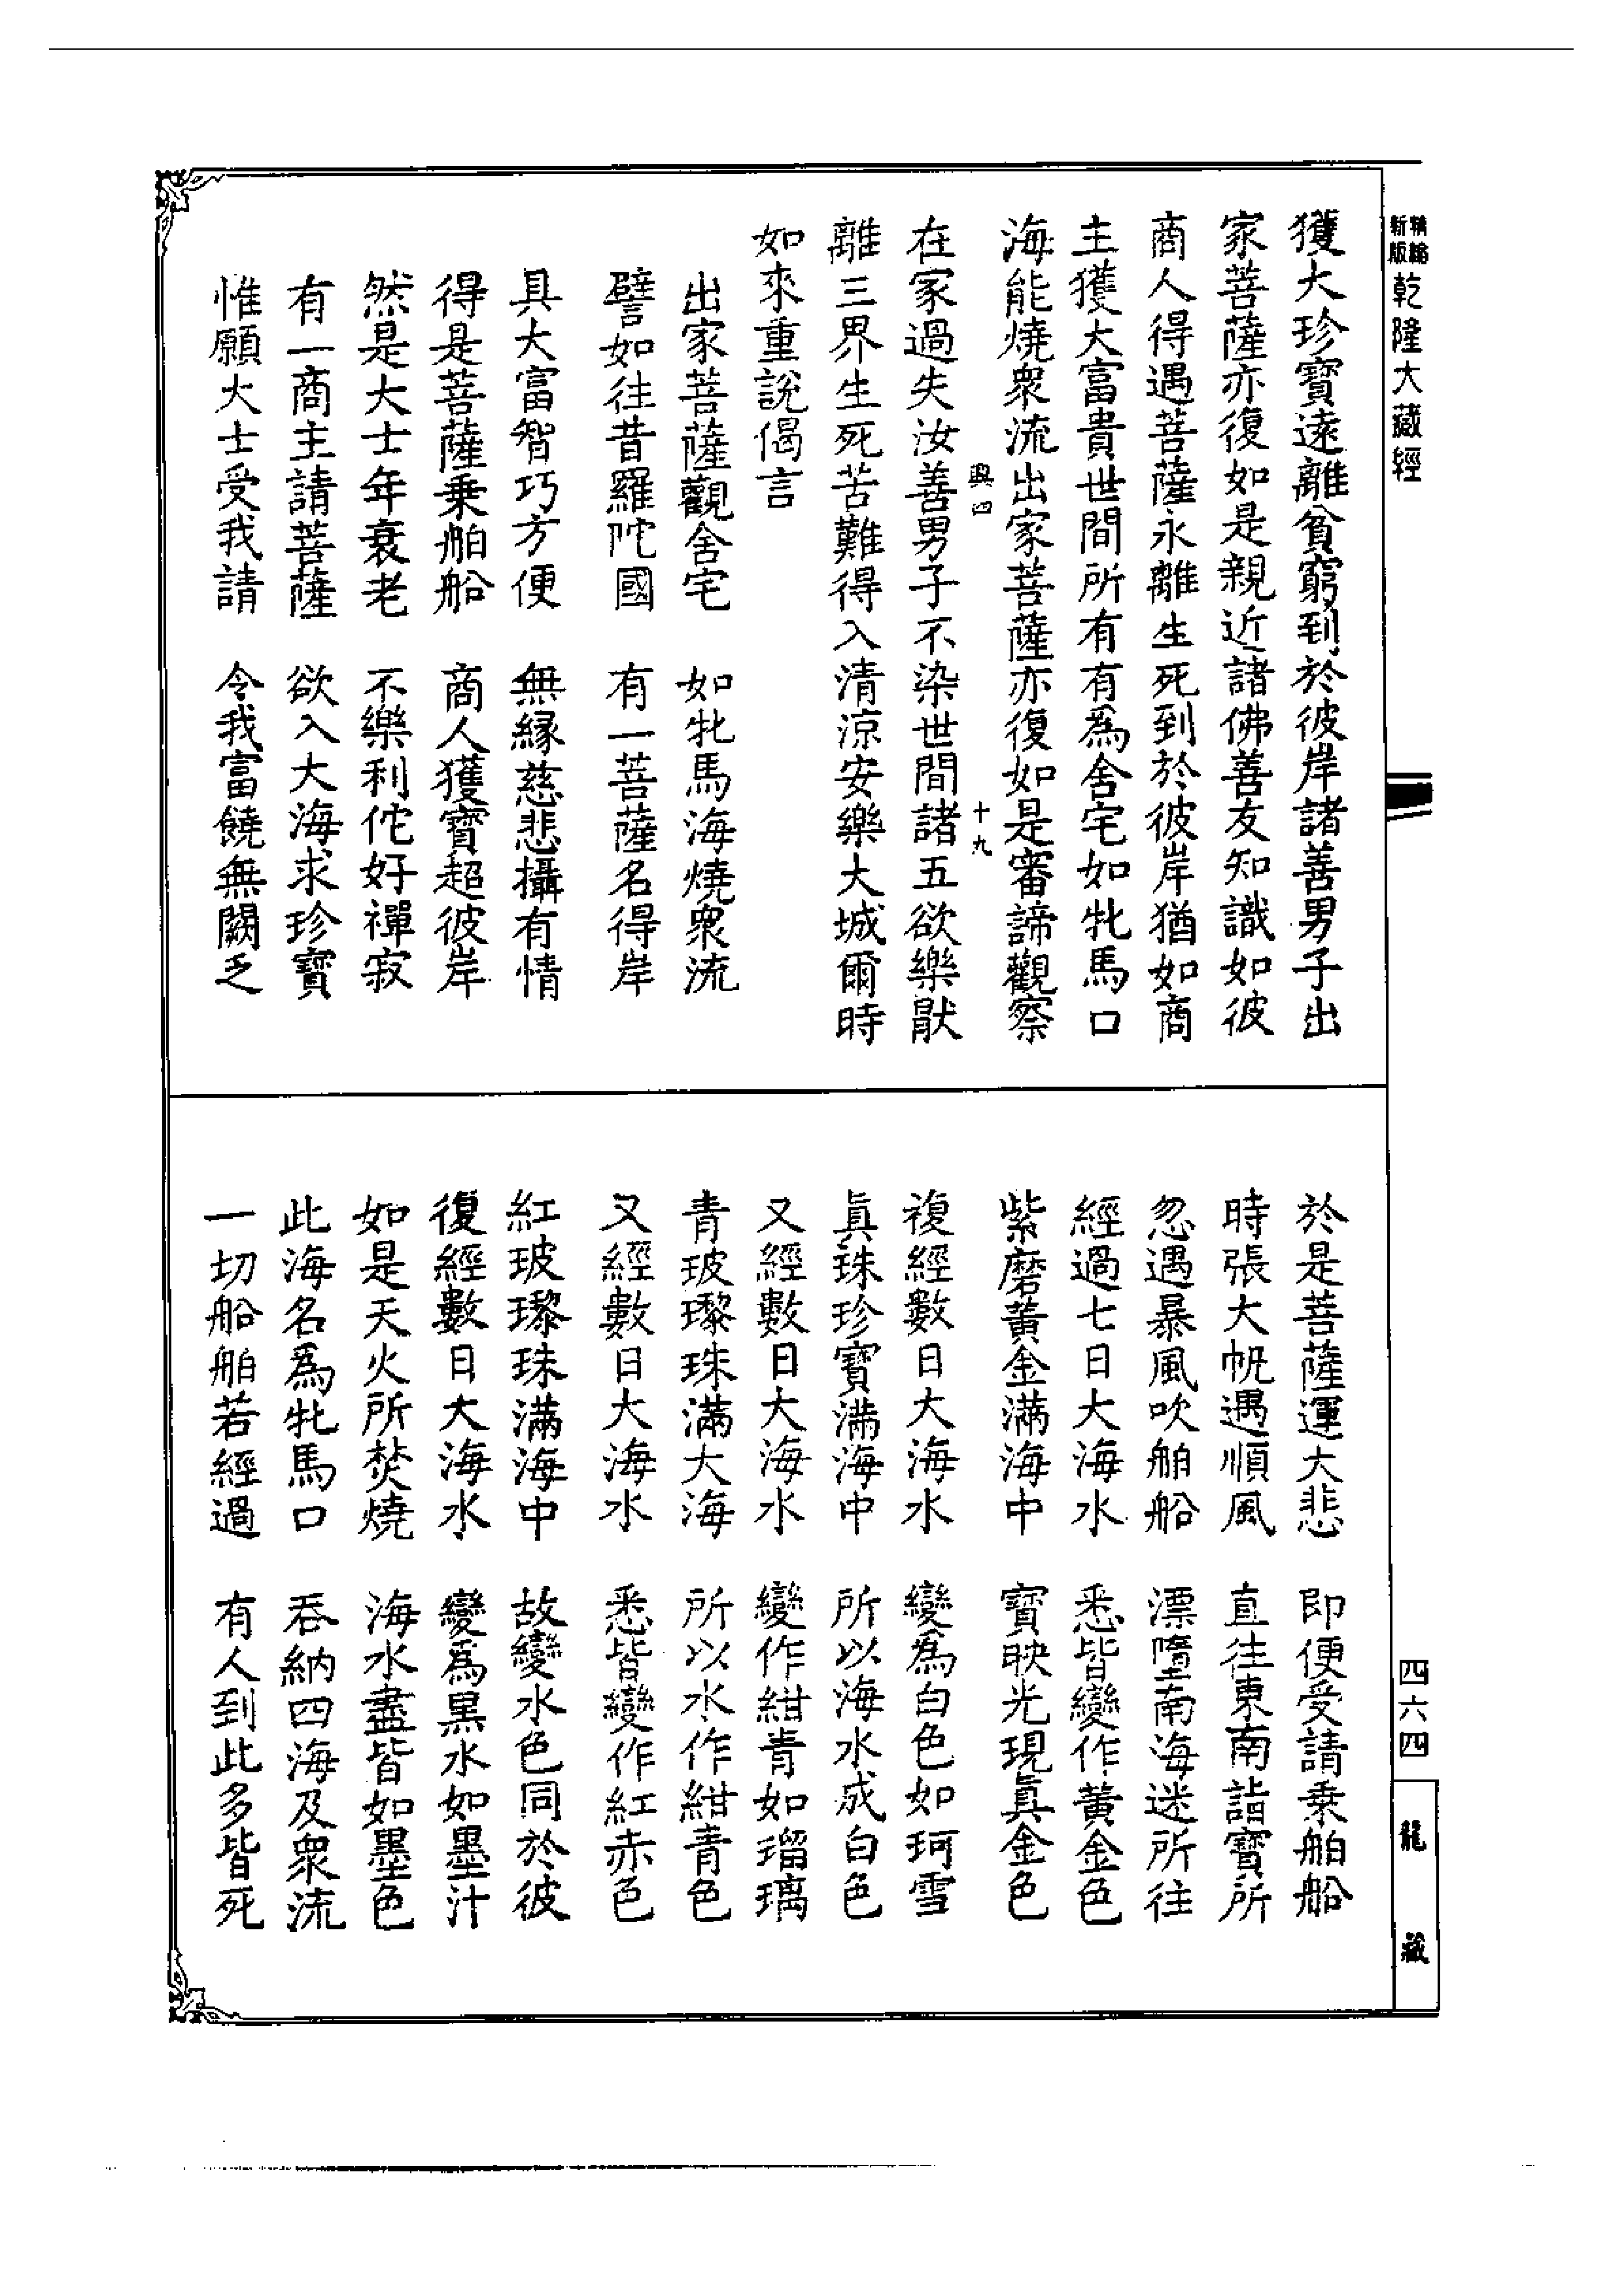 精縮新版 乾隆大藏經
獲大珍寶遠離貧窮到於彼岸諸善男子出
家菩薩亦復如是親近諸佛善友知識如彼
商人得遇菩薩永離生死到於彼岸猶如商
主獲大富貴世間所有有為舍宅如牝馬口
海能燒衆流出家菩薩亦復如是審諦觀察
興四 十九
在家過失汝善男子不染世間諸五欲樂猒
離三界生死苦難得入清涼安樂大城爾時
如來重說偈言
出家菩薩觀舍宅 如牝馬海燒衆流
譬如往昔羅陀國 有一菩薩名得岸
具大富智巧方便 無緣慈悲攝有情
得是菩薩乗舶船 商人獲寶超彼岸
然是大士年衰老 不樂利佗好禪寂
有一商主請菩薩 欲入大海求珍寶
惟願大士受我請 令我富饒無闕乏
於是菩薩運大悲 即便受請乗舶船
時張大帆遇順風 直往東南詣寶所
忽遇暴風吹舶船 漂墮南海迷所往
經過七日大海水 悉皆變作黃金色
紫磨黃金滿海中 寶映光現眞金色
複經數日大海水 變為白色如珂雪
眞珠珍寶滿海中 所以海水成白色
又經數日大海水 變作紺青如瑠璃
青玻瓈珠滿大海 所以水作紺青色
又經數日大海水 悉皆變作紅赤色
紅玻瓈珠滿海中 故變水色同於彼
復經數日大海水 變爲黑水如墨汁
如是天火所焚燒 海水盡皆如墨色
此海名爲牝馬口 吞納四海及衆流
一切船舶若經過 有人到此多皆死
四六四
龍藏